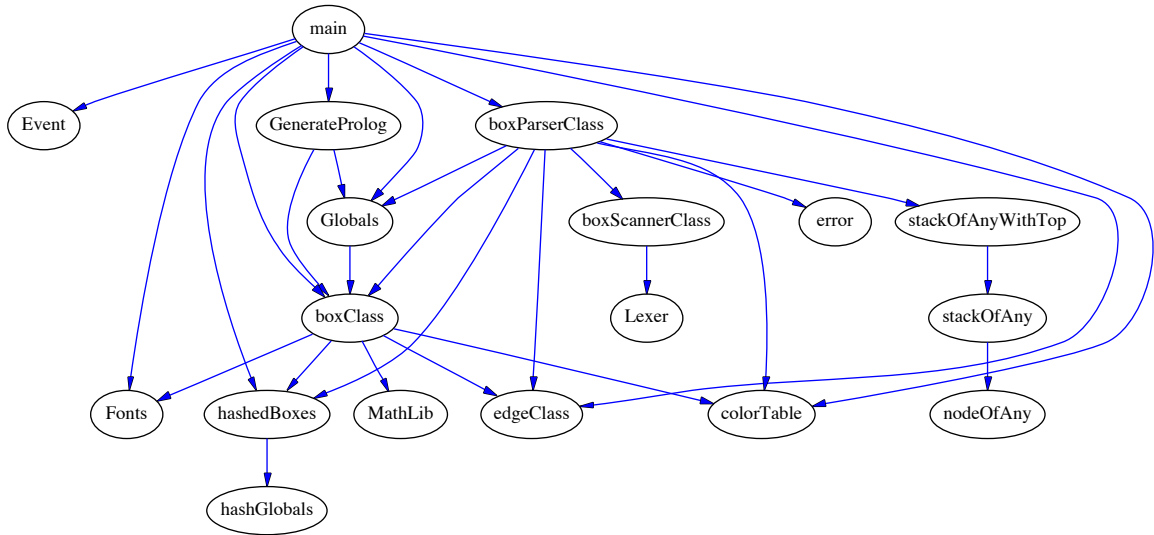 main
Event
GenerateProlog
boxParserClass
Globals
boxScannerClass
error
stackOfAnyWithTop
boxClass
Lexer
stackOfAny
Fonts
hashedBoxes
MathLib
edgeClass
colorTable
nodeOfAny
hashGlobals